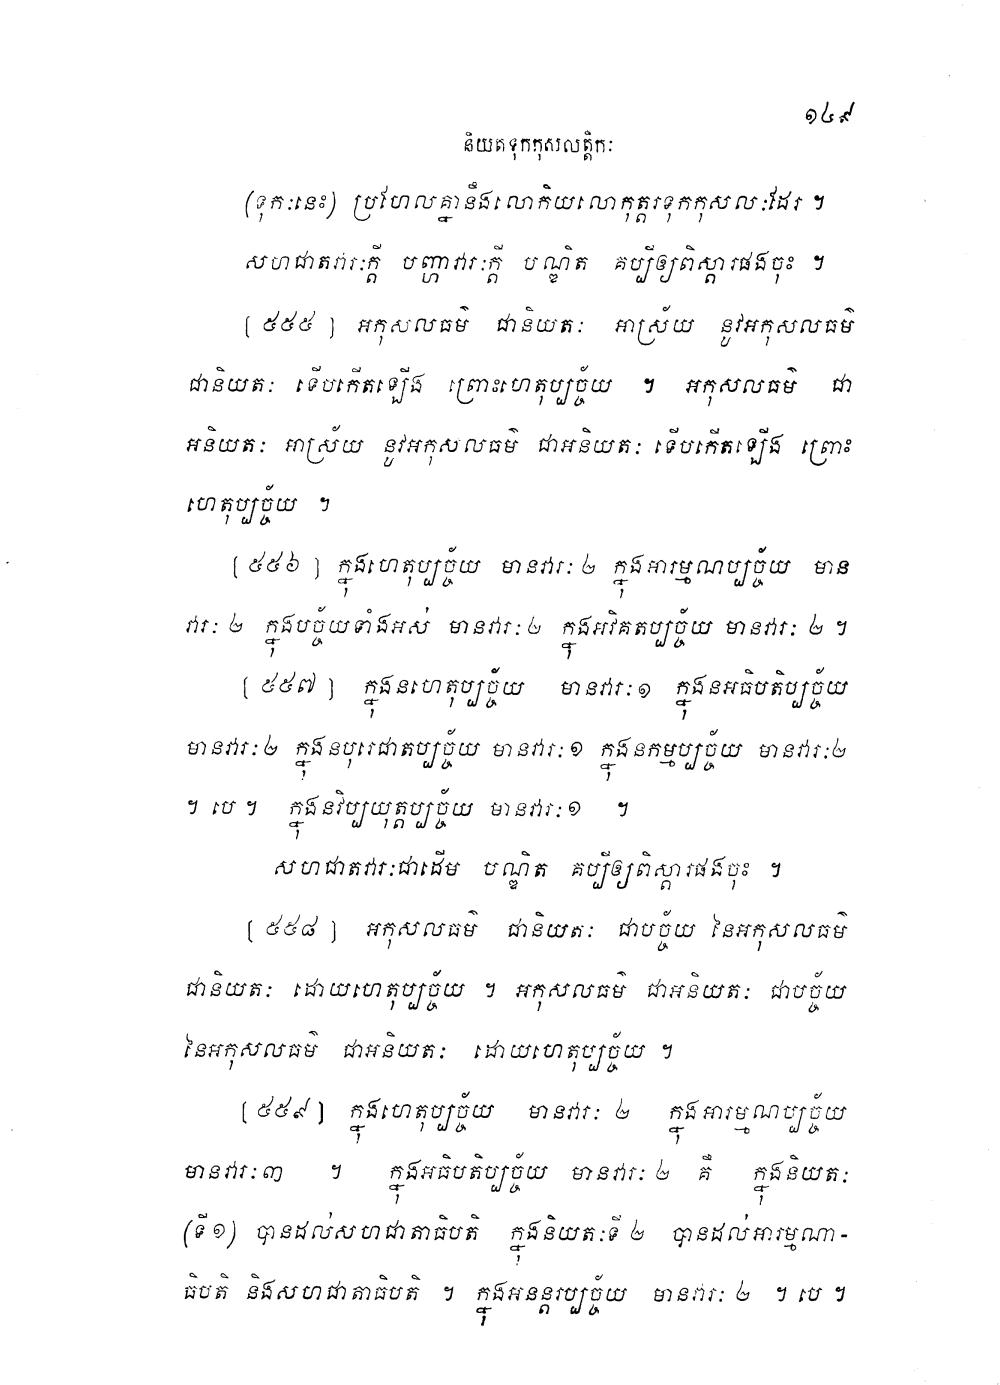 ១៤៩
និយតទុកកុសលត្តិកៈ
(ទុកៈនេះ) ប្រហែលគ្នានឹងលោកិយលោកុត្តរទុកកុសលៈដែរ ។
សហជាតវារៈក្តី បញ្ហាវារៈក្តី បណ្ឌិត គប្បីឲ្យពិស្តារផងចុះ ។
[ ៥៥៥ ] អកុសលធម៌ ជានិយតៈ អាស្រ័យ នូវអកុសលធម៌
ជានិយតៈ ទើបកើតឡើង ព្រោះហេតុប្បច្ច័យ ។ អកុសលធម៌ ជា
អនិយតៈ អាស្រ័យ នូវអកុសលធម៌ ជាអនិយតៈ ទើបកើតឡើង ព្រោះ
ហេតុប្បច្ច័យ ។
[ ៥៥៦ ] ក្នុងហេតុប្បច្ច័យ មានវារៈ ២ ក្នុងអារម្មណប្បច្ច័យ មាន
វារៈ ២ ក្នុងបច្ច័យទាំងអស់ មានវារៈ ២ ក្នុងអវិគតប្បច្ច័យ មានវារៈ ២ ។
[ ៥៥៧ ] ក្នុងនហេតុប្បច្ច័យ មានវារៈ១ ក្នុងនអធិបតិប្បច្ច័យ
មានវារៈ២ ក្នុងនបុរេជាតប្បច្ច័យ មានវារៈ១ ក្នុងនកម្មប្បច្ច័យ មានវារៈ២
។ បេ ។ ក្នុងនវិប្បយុត្តប្បច្ច័យ មានវារៈ១ ។
សហជាតវារៈជាដើម បណ្ឌិត គប្បីឲ្យពិស្តារផងចុះ ។
[ ៥៥៨ ] អកុសលធម៌ ជានិយតៈ ជាបច្ច័យ នៃអកុសលធម៌
ជានិយតៈ ដោយហេតុប្បច្ច័យ ។ អកុសលធម៌ ជាអនិយតៈ ជាបច្ច័យ
នៃអកុសលធម៌ ជាអនិយតៈ ដោយហេតុប្បច្ច័យ ។
[ ៥៥៩ ] ក្នុងហេតុប្បច្ច័យ មានវារៈ ២ ក្នុងអារម្មណប្បច្ច័យ
មានវារៈ៣ ។ ក្នុងអធិបតិប្បច្ច័យ មានវារៈ ២ គឺ ក្នុងនិយតៈ
(ទី១) បានដល់សហជាតាធិបតិ ក្នុងនិយតៈទី ២ បានដល់អារម្មណា-
ធិបតិ និងសហជាតាធិបតិ ។ ក្នុងអនន្តរប្បច្ច័យ មានវារៈ ២ ។ បេ ។